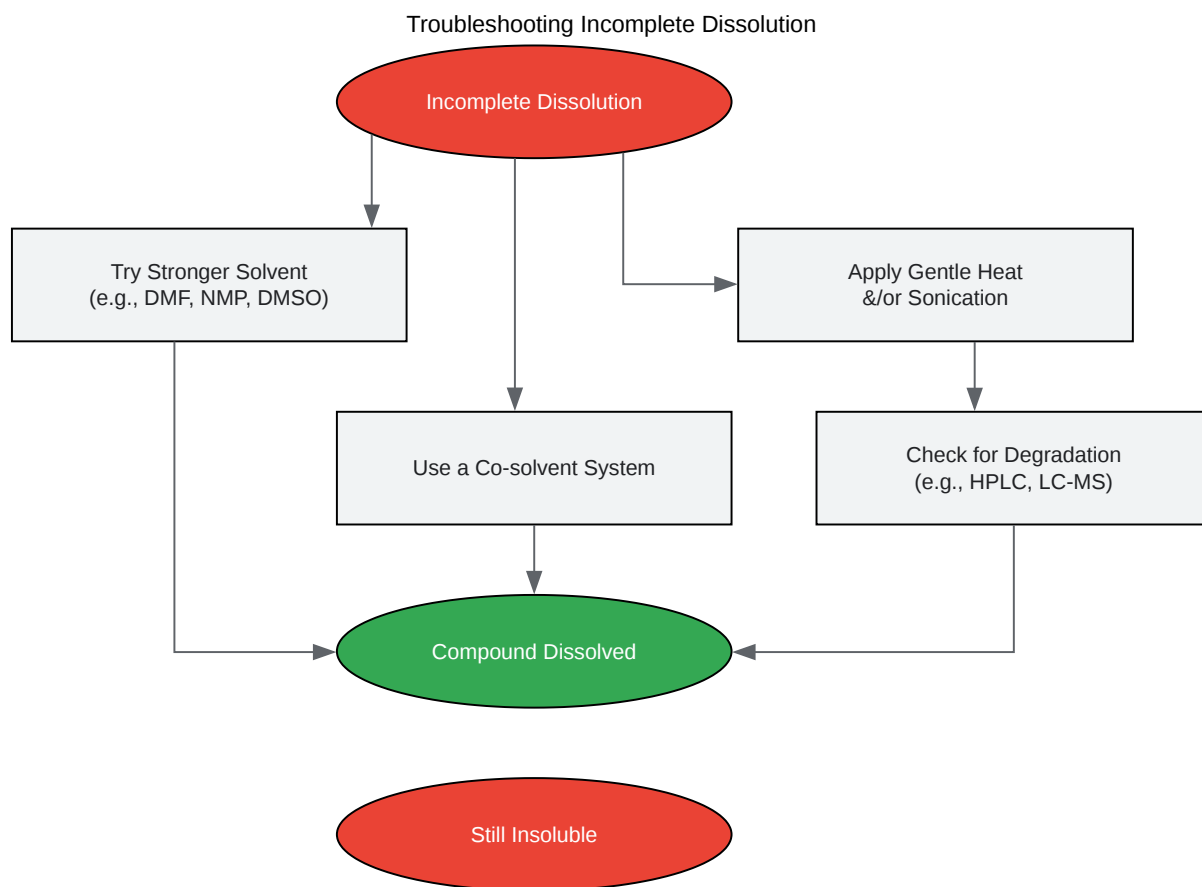 Troubleshooting Incomplete Dissolution
Incomplete Dissolution
Try Stronger Solvent
(e.g., DMF, NMP, DMSO)
Apply Gentle Heat
&/or Sonication
Use a Co-solvent System
Check for Degradation
(e.g., HPLC, LC-MS)
Compound Dissolved
Still Insoluble